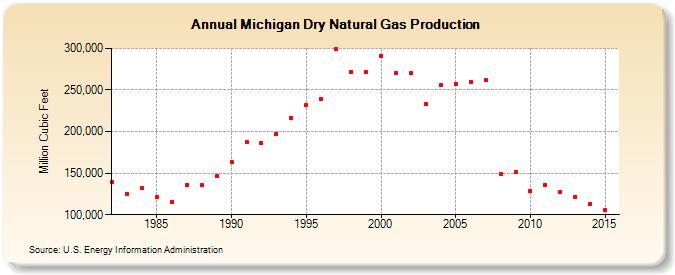 Annual Michigan Dry Natural Gas Production
Million Cubic Feet
300,000
250,000
200,000
150,000
100,000
1985 1990 1995 2000 2005 2010 2015
Source: U.S. Energy Information Administration